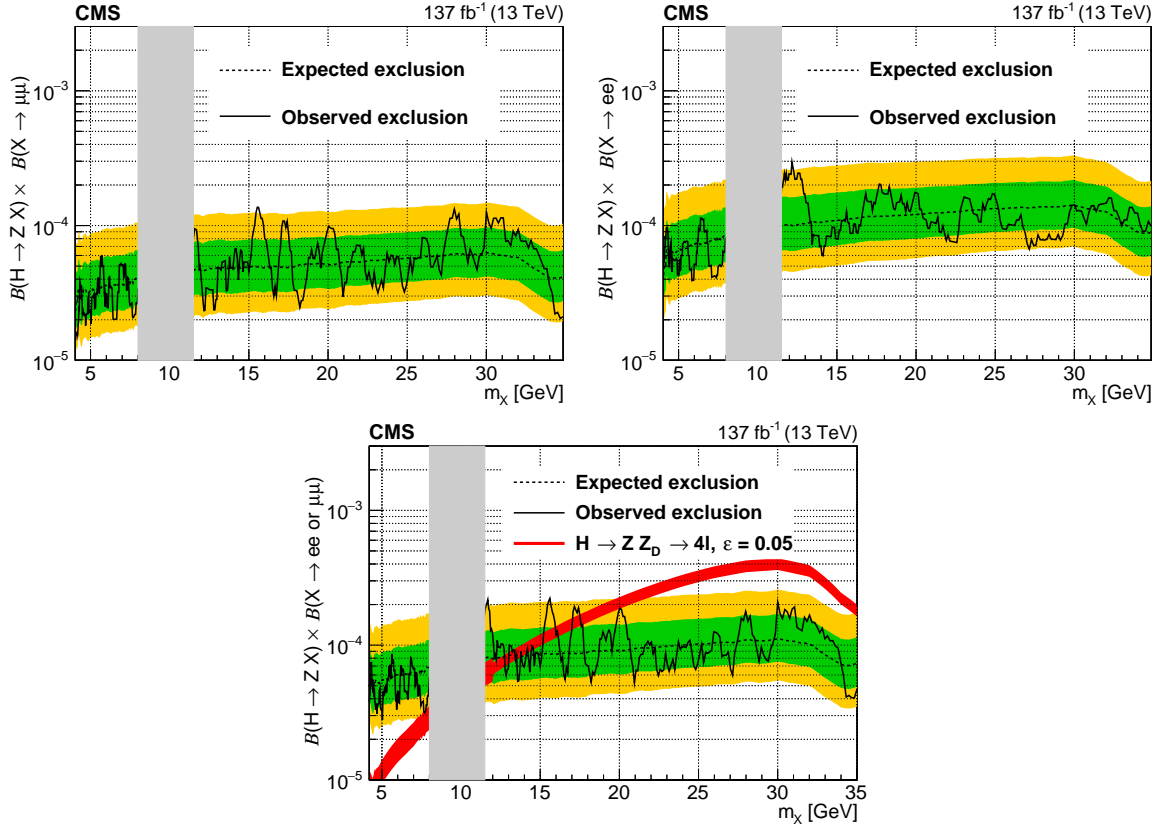 CMS
137 fb⁻¹ (13 TeV)
B(H → Z X) × B(X → μμ)
10⁻³
10⁻⁴
10⁻⁵
Expected exclusion
Observed exclusion
5 10 15 20 25 30
m_X [GeV]
CMS
137 fb⁻¹ (13 TeV)
B(H → Z X) × B(X → ee)
10⁻³
10⁻⁴
10⁻⁵
Expected exclusion
Observed exclusion
5 10 15 20 25 30
m_X [GeV]
CMS
137 fb⁻¹ (13 TeV)
B(H → Z X) × B(X → ee or μμ)
10⁻³
10⁻⁴
10⁻⁵
Expected exclusion
Observed exclusion
H → Z Z_D → 4l, ε = 0.05
5 10 15 20 25 30 35
m_X [GeV]